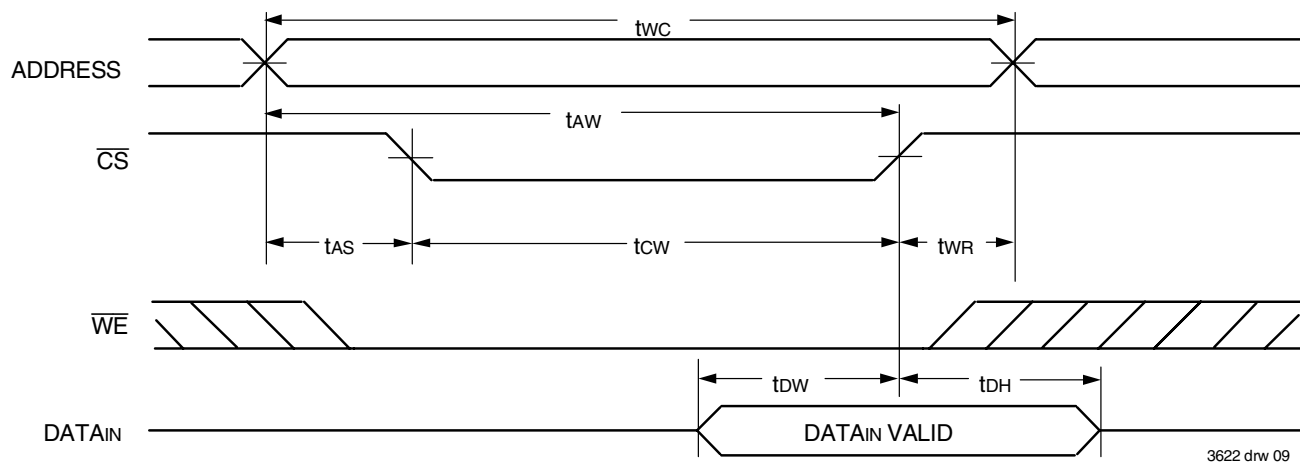 tWC
ADDRESS
tAW
CS
tAS tCW tWR
WE
tDW tDH
DATAIN DATAIN VALID
3622 drw 09